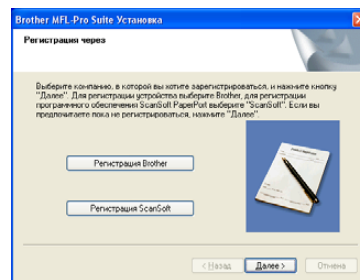 Brother MFL-Pro Suite Установка
Регистрация через
Выберите компанию, в которой вы хотите зарегистрироваться, и нажмите кнопку
"Далее". Для регистрации устройства выберите Brother, для регистрации
программного обеспечения ScanSoft PaperPort выберите "ScanSoft". Если вы
предпочитаете пока не регистрироваться, нажмите "Далее".
Регистрация Brother
Регистрация ScanSoft
< Назад
Далее >
Отмена